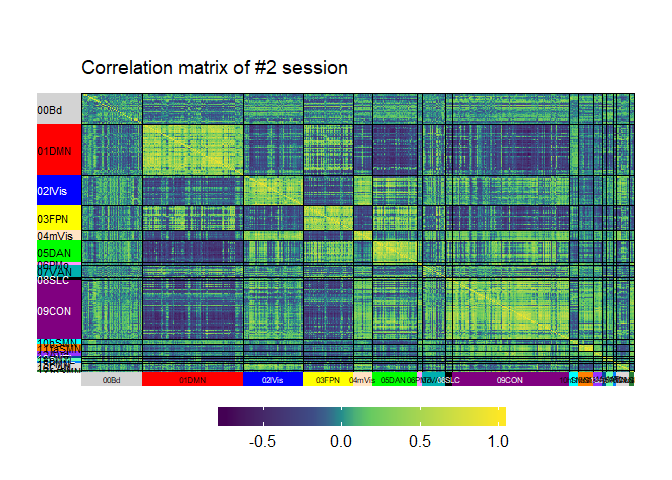 Correlation matrix of #2 session
00Bd
01DMN
02lVis
03FPN
04mVis
05DAN
07VAN
08SLC
09CON
00Bd 01DMN 02lVis 03FPN 04mVis 05DAN 08SLC 09CON
-0.5 0.0 0.5 1.0